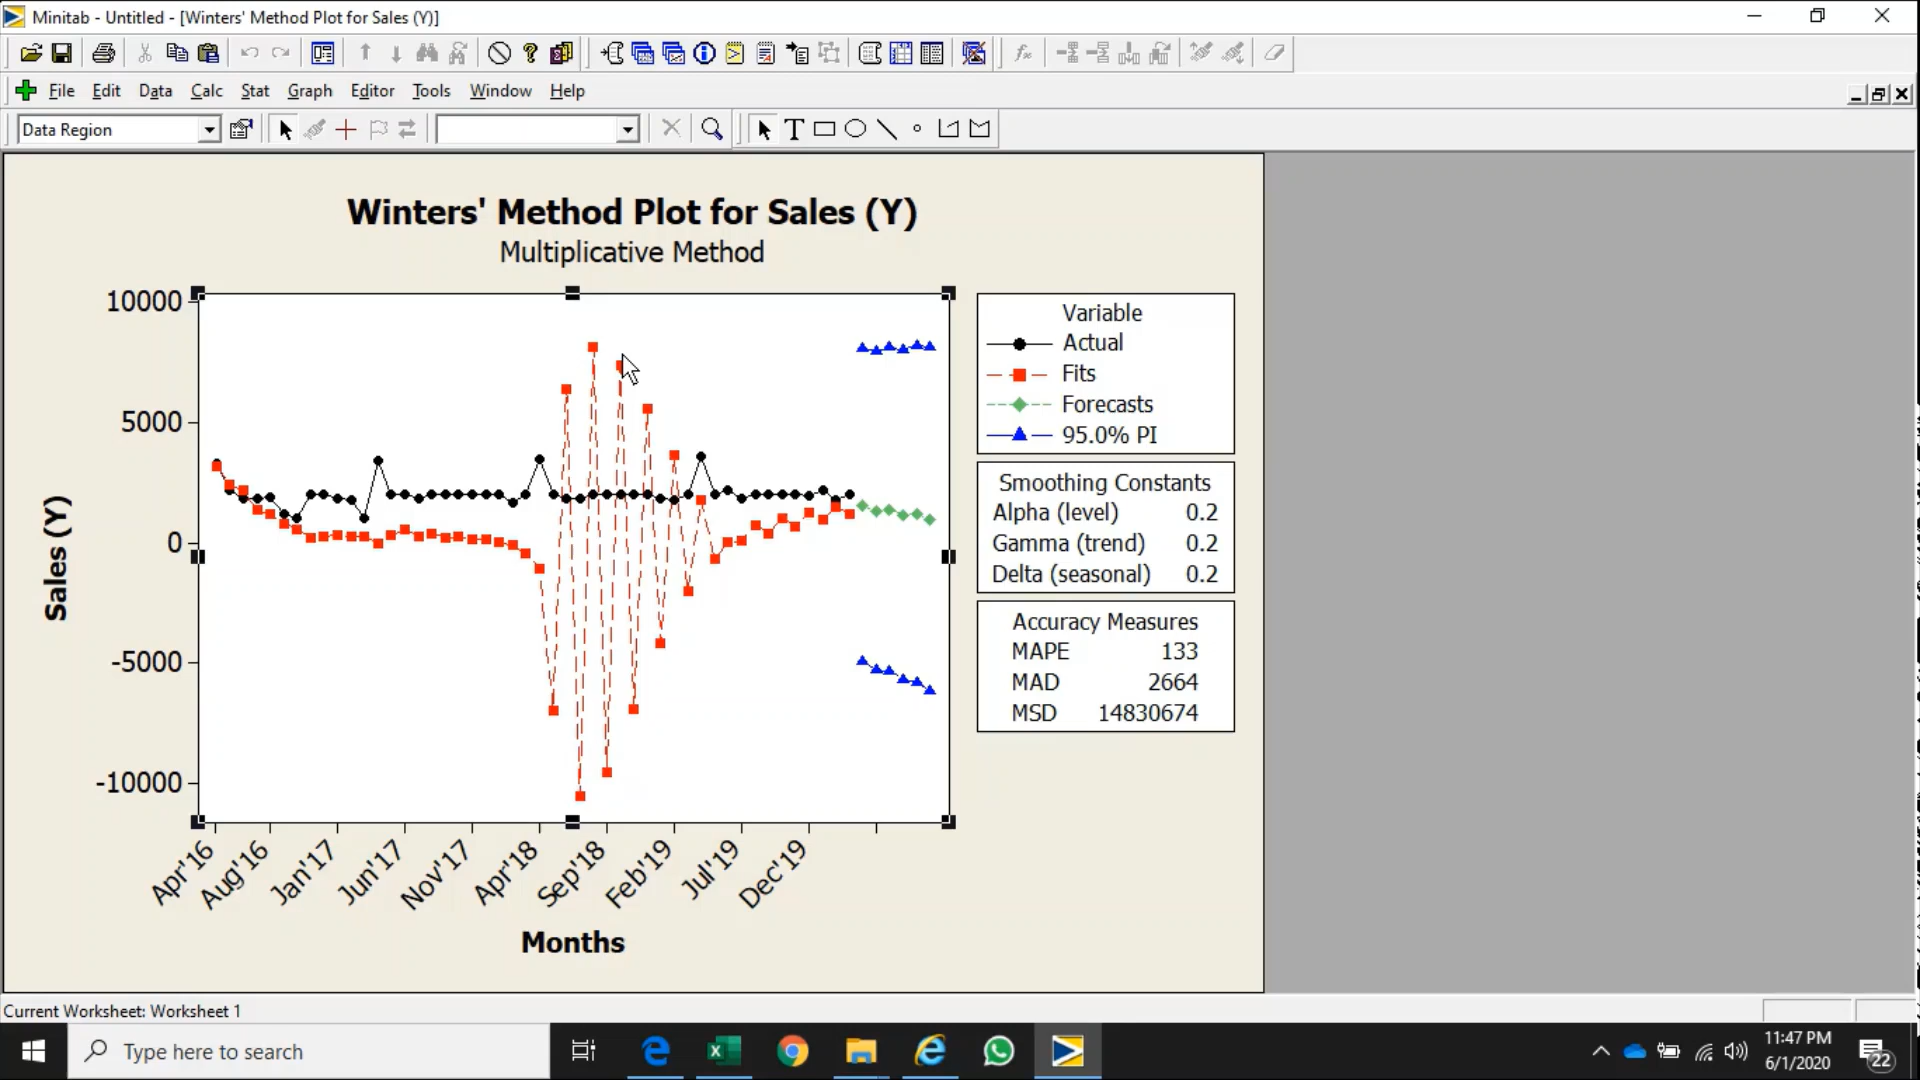 Minitab - Untitled - [Winters' Method Plot for Sales (Y)]
File Edit Data Calc Stat Graph Editor Tools Window Help
Data Region
Winters' Method Plot for Sales (Y)
Multiplicative Method
10000
5000
0
-5000
-10000
Sales (Y)
Apr'16
Aug'16
Jan'17
Jun'17
Nov'17
Apr'18
Sep'18
Feb'19
Jul'19
Dec'19
Months
Variable
Actual
Fits
Forecasts
95.0% PI
Smoothing Constants
Alpha (level) 0.2
Gamma (trend) 0.2
Delta (seasonal) 0.2
Accuracy Measures
MAPE 133
MAD 2664
MSD 14830674
Current Worksheet: Worksheet 1
Type here to search
11:47 PM
6/1/2020
22